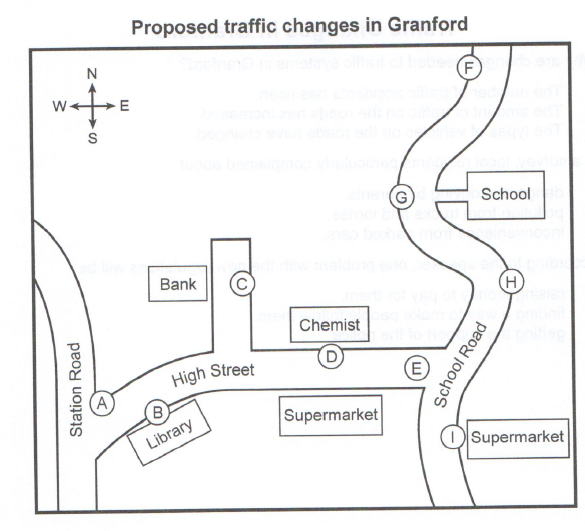 Proposed traffic changes in Granford
N
W E
S
F
School
G
H
Bank
C
Chemist
D
E
School Road
High Street
Station Road
A
B
Library
Supermarket
I
Supermarket